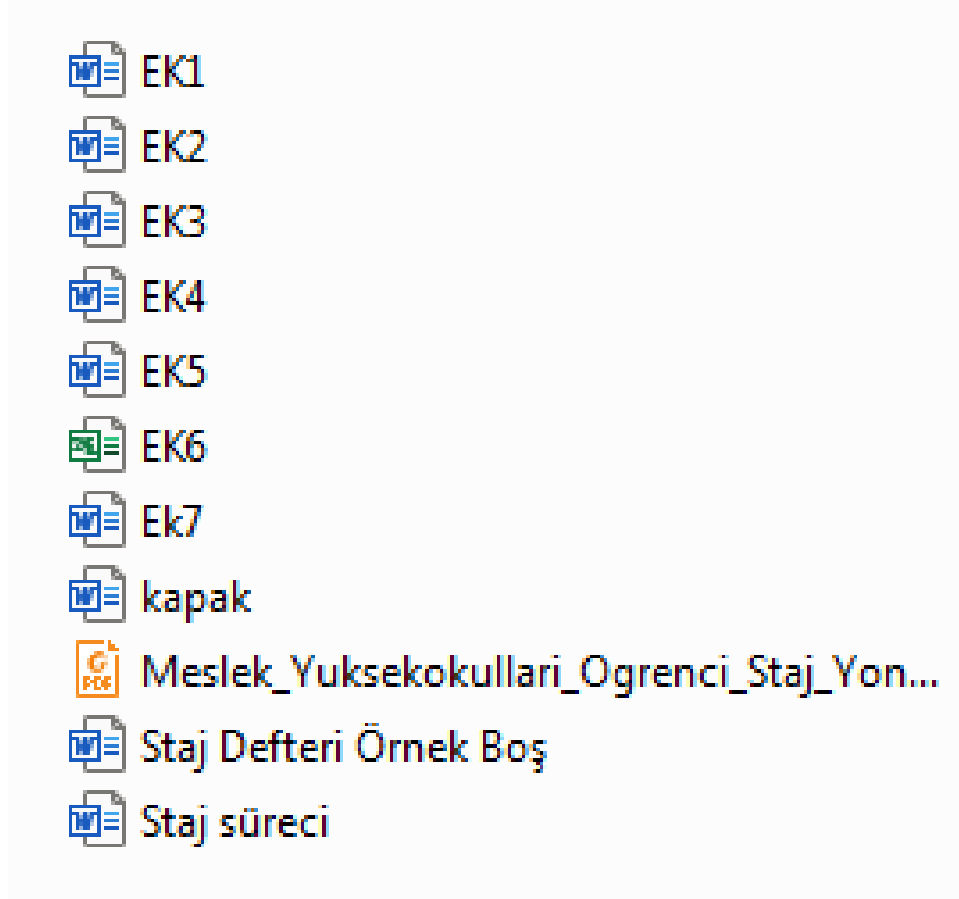 EK1
EK2
EK3
EK4
EK5
EK6
Ek7
kapak
Meslek_Yuksekokullari_Ogrenci_Staj_Yon...
Staj Defteri Örnek Boş
Staj süreci